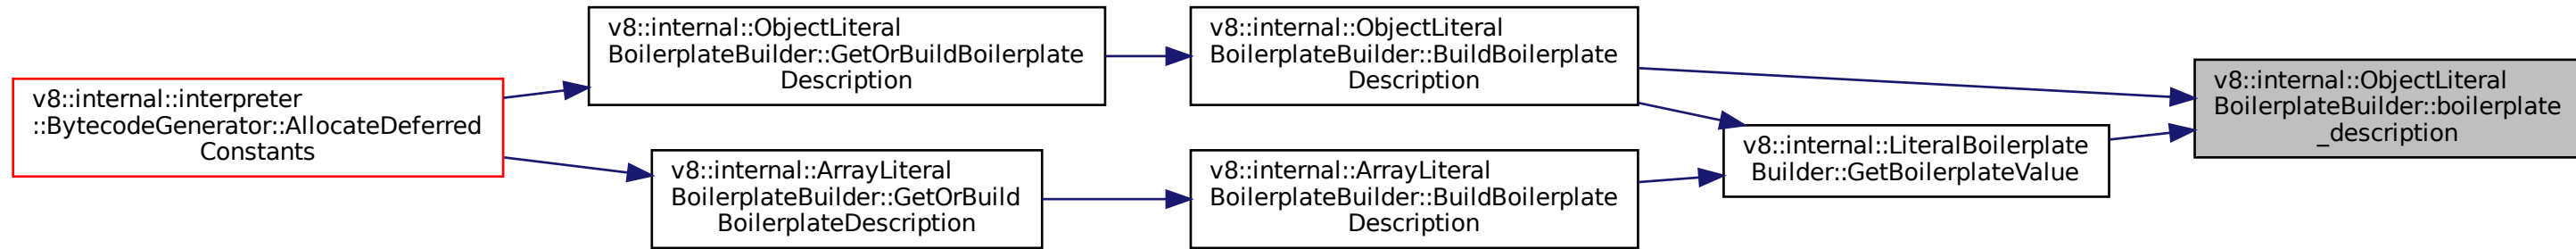 v8::internal::interpreter
::BytecodeGenerator::AllocateDeferred
Constants
v8::internal::ObjectLiteral
BoilerplateBuilder::GetOrBuildBoilerplate
Description
v8::internal::ArrayLiteral
BoilerplateBuilder::GetOrBuild
BoilerplateDescription
v8::internal::ObjectLiteral
BoilerplateBuilder::BuildBoilerplate
Description
v8::internal::ArrayLiteral
BoilerplateBuilder::BuildBoilerplate
Description
v8::internal::LiteralBoilerplate
Builder::GetBoilerplateValue
v8::internal::ObjectLiteral
BoilerplateBuilder::boilerplate
_description